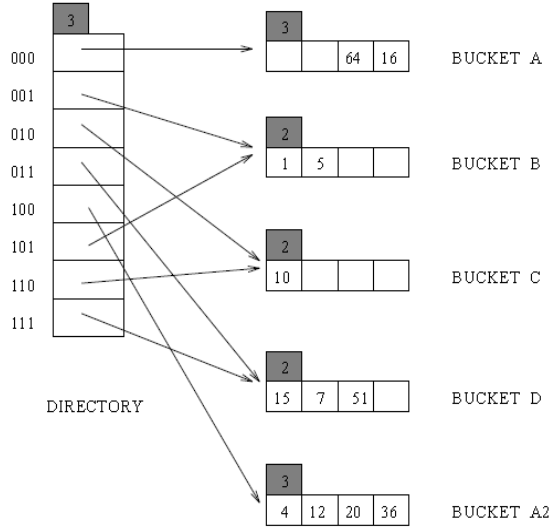 3 3
000 64 16 BUCKET A
001
010 2
011 1 5 BUCKET B
100
101 2
110 10 BUCKET C
111
2
DIRECTORY 15 7 51 BUCKET D
3
4 12 20 36 BUCKET A2